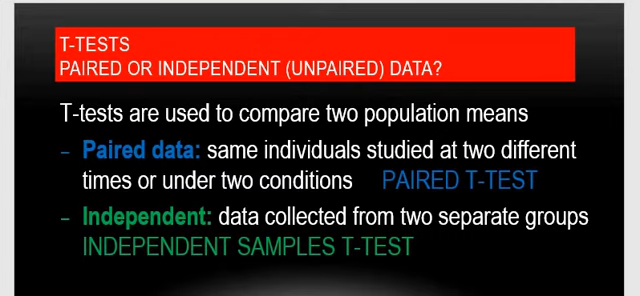 T-TESTS
PAIRED OR INDEPENDENT (UNPAIRED) DATA?
T-tests are used to compare two population means
– Paired data: same individuals studied at two different
times or under two conditions PAIRED T-TEST
– Independent: data collected from two separate groups
INDEPENDENT SAMPLES T-TEST